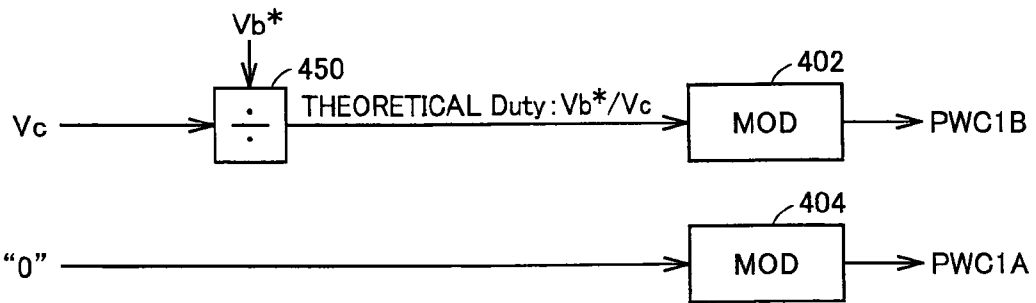 Vb*
450
402
Vc
÷
THEORETICAL Duty:Vb*/Vc
MOD
PWC1B
404
“0”
MOD
PWC1A